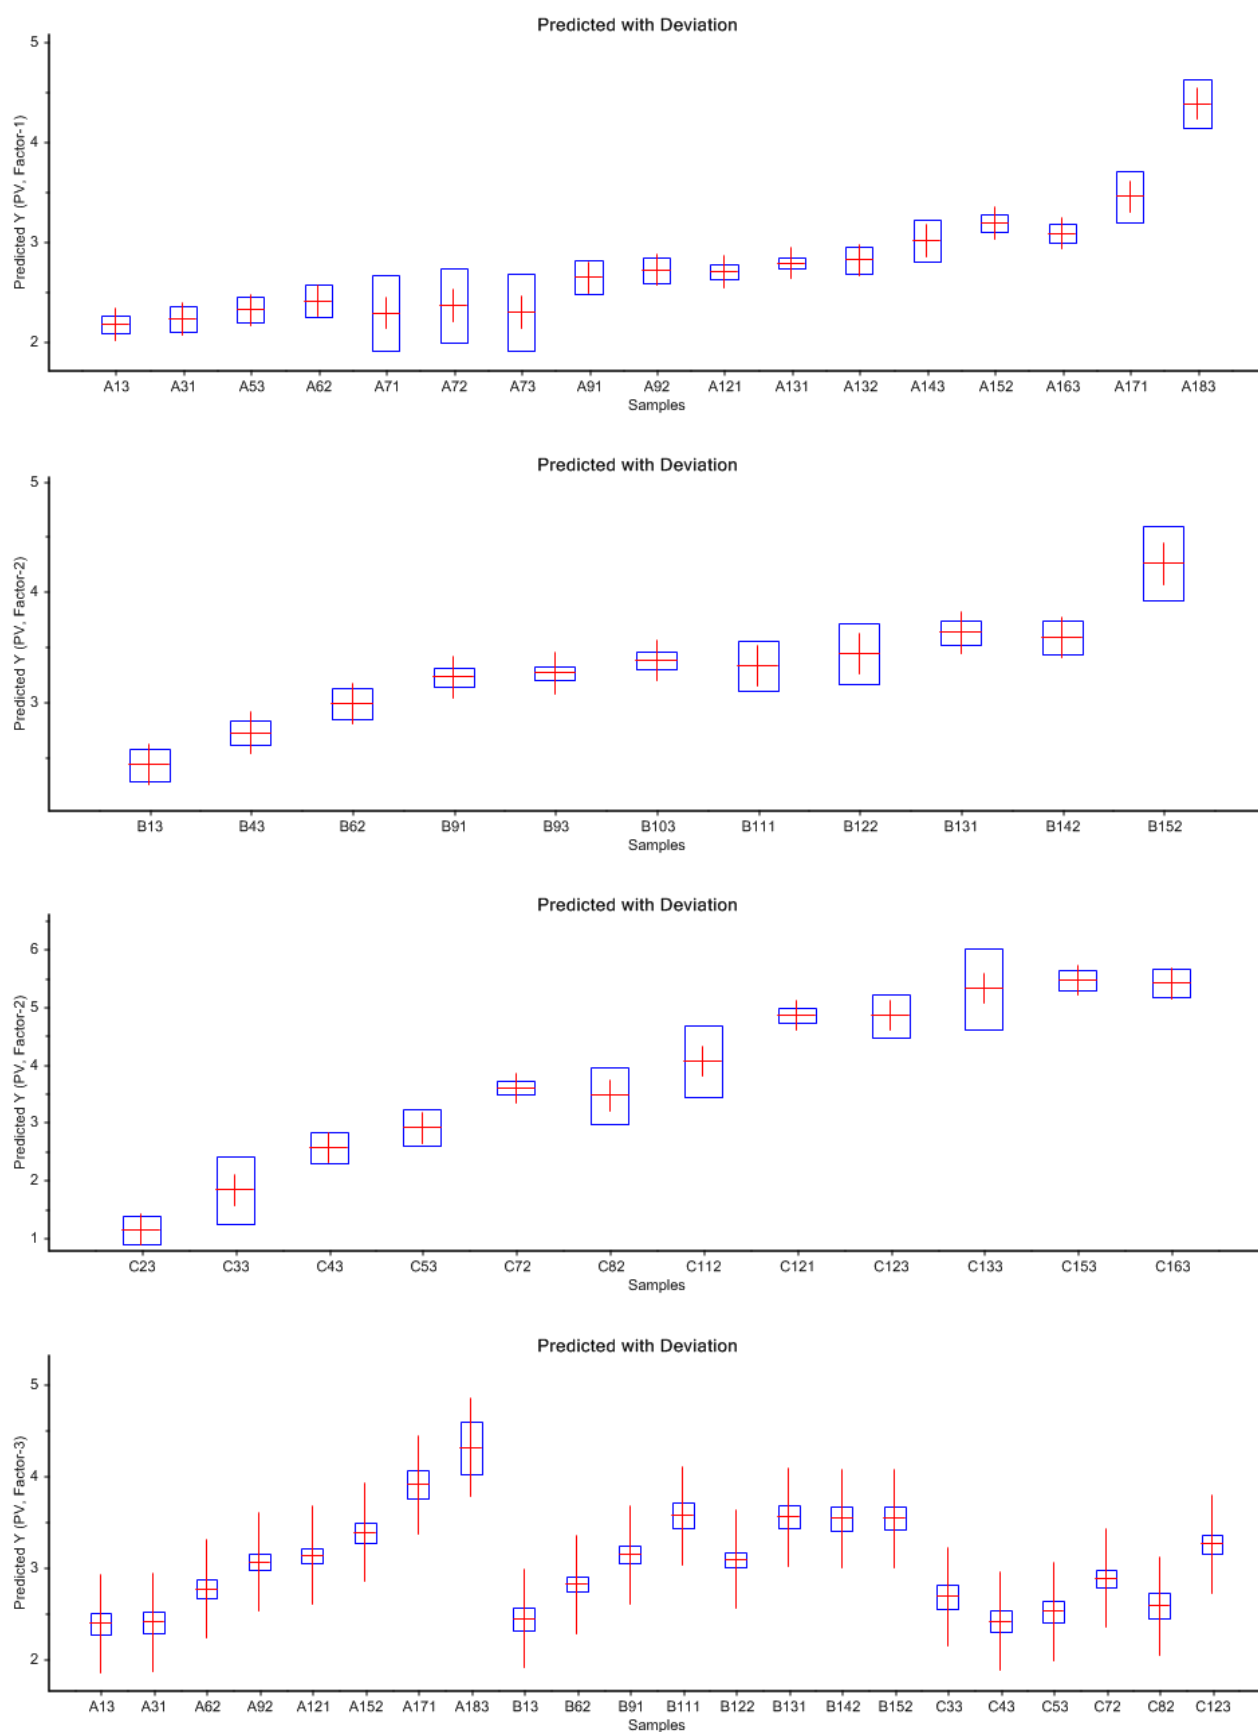 Predicted with Deviation
Predicted Y (PV, Factor-1)
5
4
3
2
A13 A31 A53 A62 A71 A72 A73 A91 A92 A121 A131 A132 A143 A152 A163 A171 A183
Samples
Predicted with Deviation
Predicted Y (PV, Factor-2)
5
4
3
B13 B43 B62 B91 B93 B103 B111 B122 B131 B142 B152
Samples
Predicted with Deviation
Predicted Y (PV, Factor-2)
6
5
4
3
2
1
C23 C33 C43 C53 C72 C82 C112 C121 C123 C133 C153 C163
Samples
Predicted with Deviation
Predicted Y (PV, Factor-3)
5
4
3
2
A13 A31 A62 A92 A121 A152 A171 A183 B13 B62 B91 B111 B122 B131 B142 B152 C33 C43 C53 C72 C82 C123
Samples